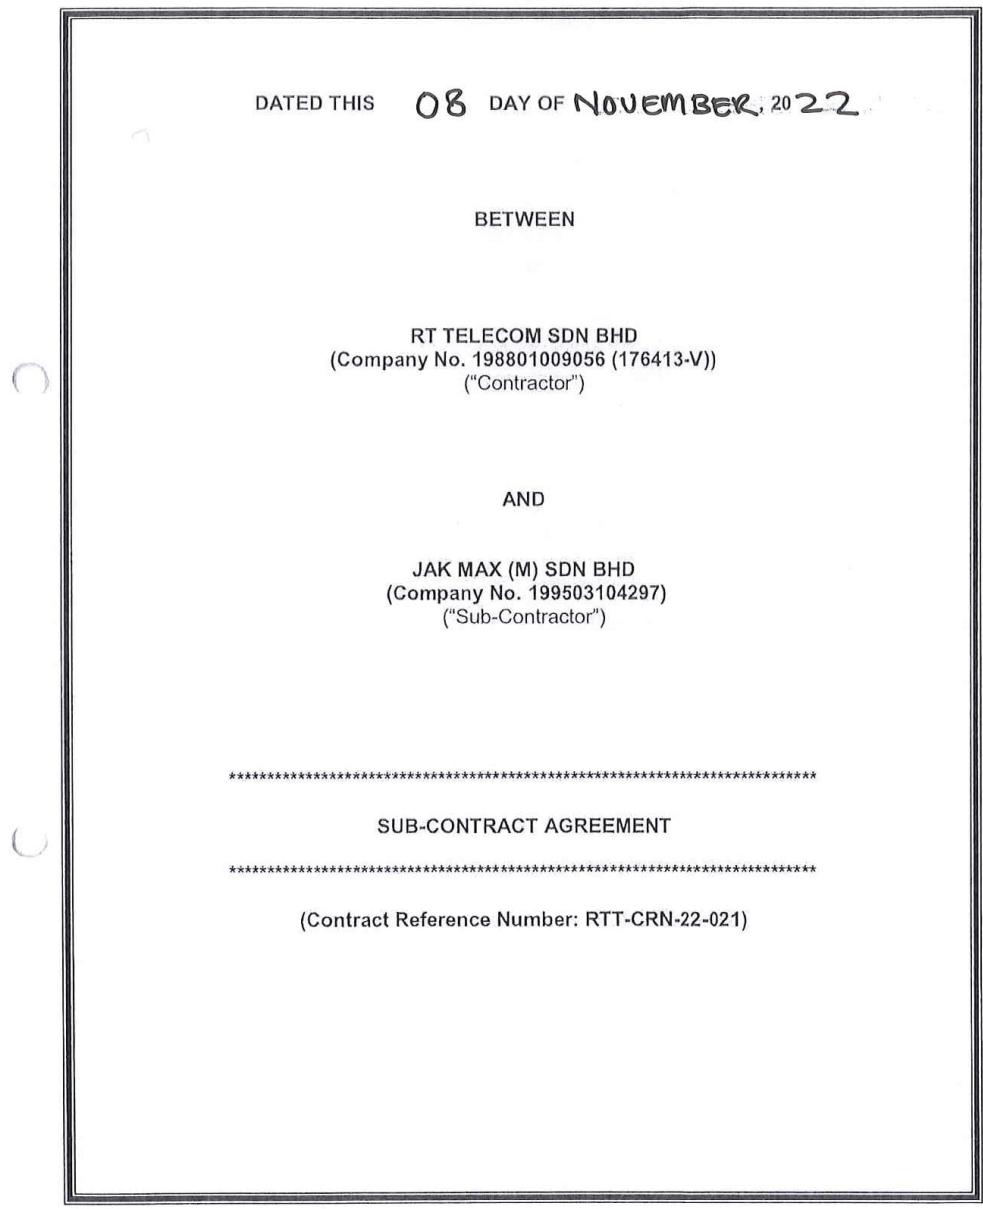 DATED THIS 08 DAY OF NOVEMBER, 2022
BETWEEN
RT TELECOM SDN BHD
(Company No. 198801009056 (176413-V))
("Contractor")
AND
JAK MAX (M) SDN BHD
(Company No. 199503104297)
("Sub-Contractor")
******************************************************************************
SUB-CONTRACT AGREEMENT
******************************************************************************
(Contract Reference Number: RTT-CRN-22-021)